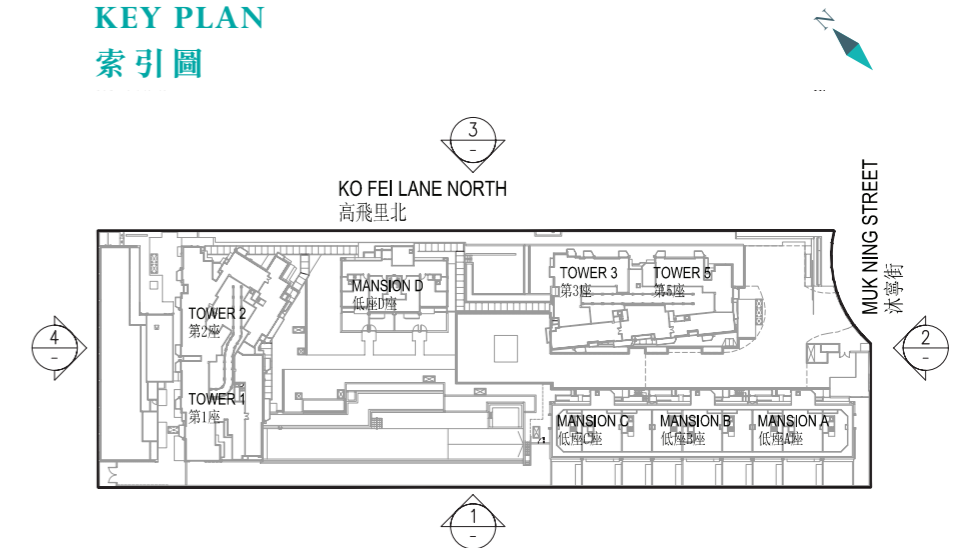 KEY PLAN
索引圖
N
3
-
KO FEI LANE NORTH
高飛里北
MUK NING STREET
沐寧街
TOWER 3
第3座
TOWER 5
第5座
MANSION D
低座D座
TOWER 2
第2座
4
-
2
-
TOWER 1
第1座
MANSION C
低座C座
MANSION B
低座B座
MANSION A
低座A座
1
-